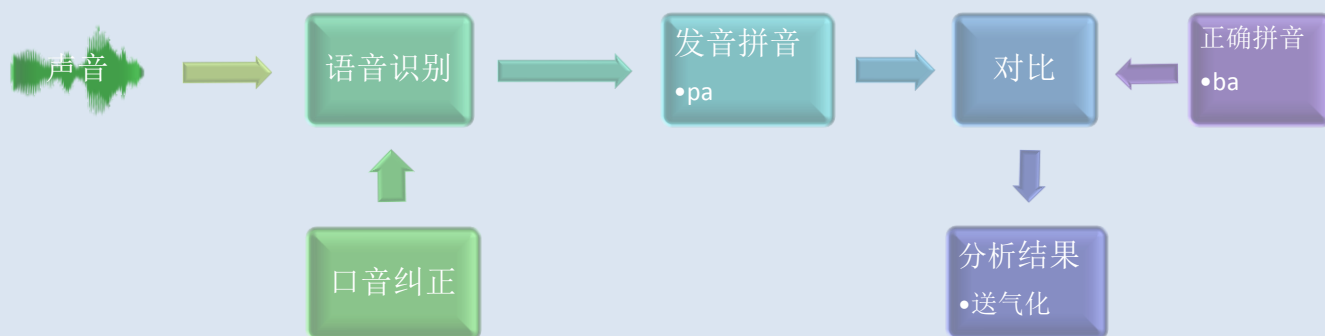 声音
语音识别
发音拼音
•pa
对比
正确拼音
•ba
口音纠正
分析结果
•送气化